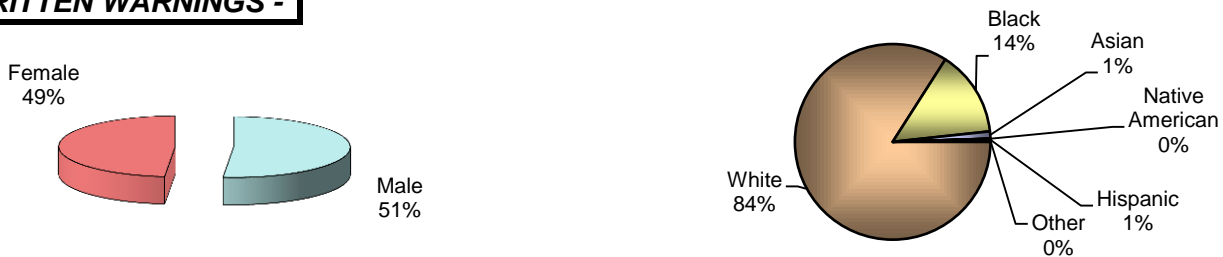 RITTEN WARNINGS -
Female
49%
Male
51%
Black
14%
Asian
1%
Native
American
0%
Hispanic
1%
Other
0%
White
84%